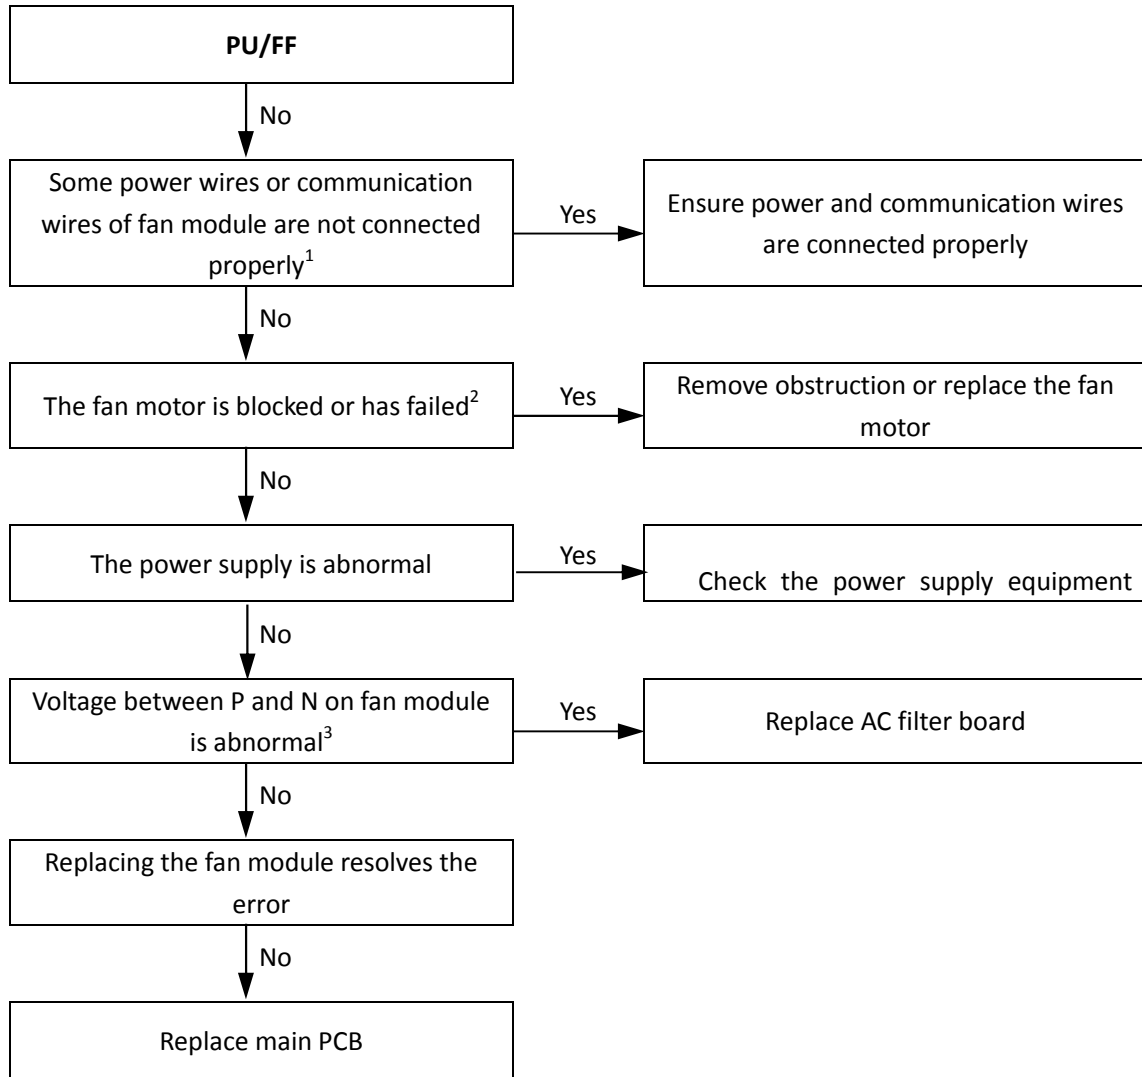 PU/FF
No
Some power wires or communication
wires of fan module are not connected
properly¹
Yes
Ensure power and communication wires
are connected properly
No
The fan motor is blocked or has failed²
Yes
Remove obstruction or replace the fan
motor
No
The power supply is abnormal
Yes
Check the power supply equipment
No
Voltage between P and N on fan module
is abnormal³
Yes
Replace AC filter board
No
Replacing the fan module resolves the
error
No
Replace main PCB